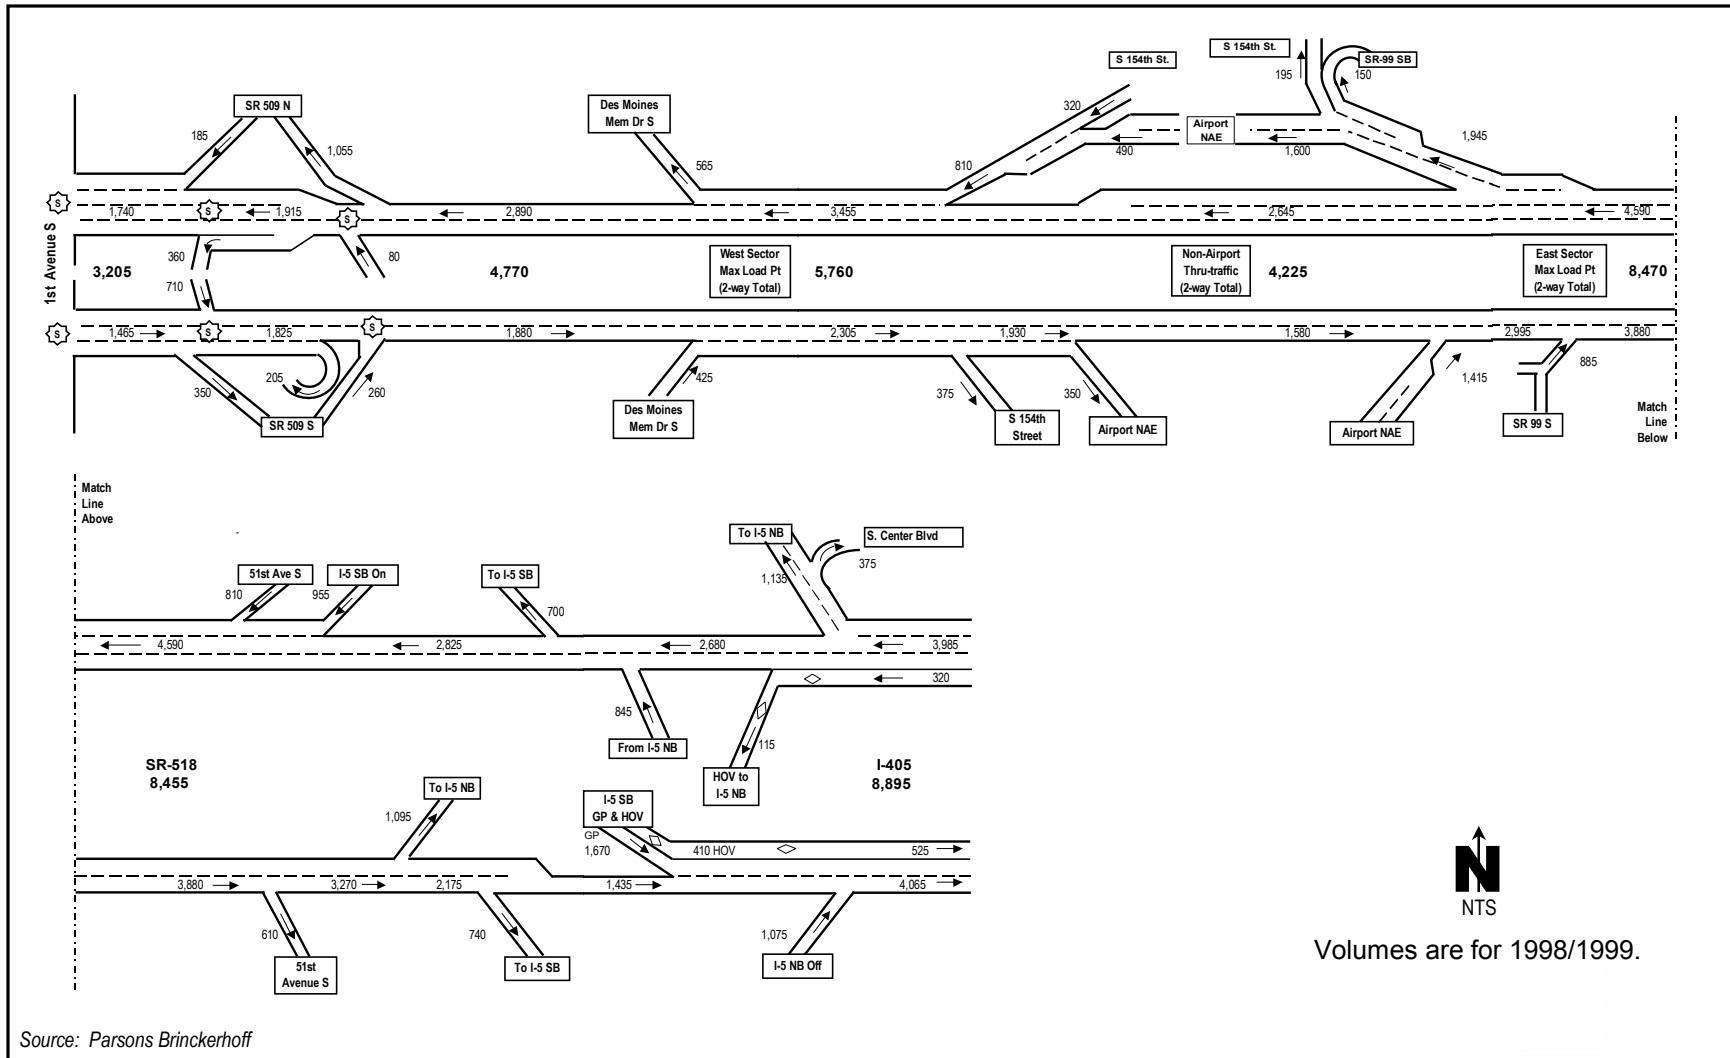 S 154th St.
S 154th St.
SR-99 SB
195
150
SR 509 N
Des Moines
Mem Dr S
320
Airport
NAE
185
1,055
565
810
490
1,600
1,945
S
1,740
S
1,915
S
2,890
3,455
2,645
4,590
1st Avenue S
360
80
3,205
4,770
West Sector
Max Load Pt
(2-way Total)
5,760
Non-Airport
Thru-traffic
(2-way Total)
4,225
East Sector
Max Load Pt
(2-way Total)
8,470
710
S
1,465
S
1,825
S
1,880
2,305
1,930
1,580
2,995
3,880
205
350
260
425
375
350
1,415
885
SR 509 S
Des Moines
Mem Dr S
S 154th
Street
Airport NAE
Airport NAE
SR 99 S
Match
Line
Below
Match
Line
Above
To I-5 NB
S. Center Blvd
375
51st Ave S
I-5 SB On
To I-5 SB
810
955
700
1,135
4,590
2,825
2,680
3,985
320
845
115
From I-5 NB
HOV to
I-5 NB
SR-518
8,455
I-405
8,895
To I-5 NB
I-5 SB
GP & HOV
1,095
GP
1,670
410 HOV
525
3,880
3,270
2,175
1,435
4,065
610
740
1,075
51st
Avenue S
To I-5 SB
I-5 NB Off
N
NTS
Volumes are for 1998/1999.
Source: Parsons Brinckerhoff